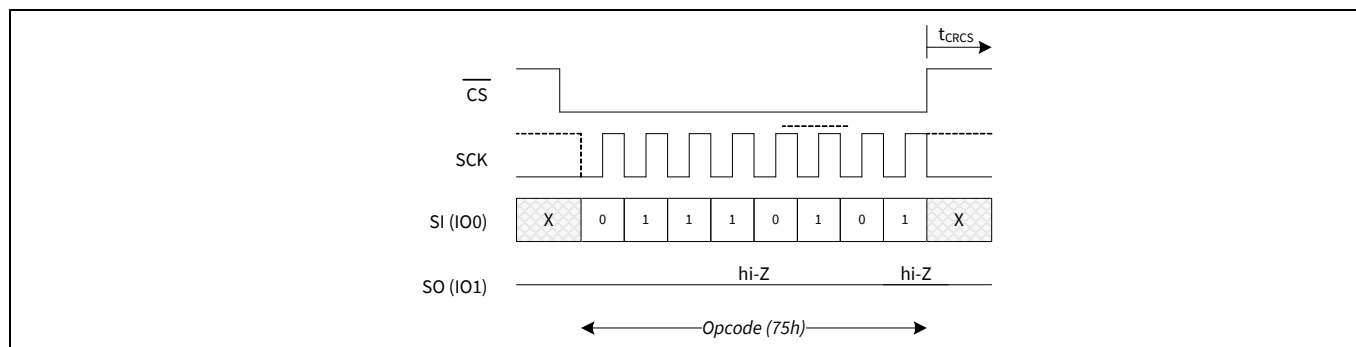 tCRCS
CS
SCK
SI (IO0) X 0 1 1 1 0 1 0 1 X
hi-Z hi-Z
SO (IO1)
Opcode (75h)